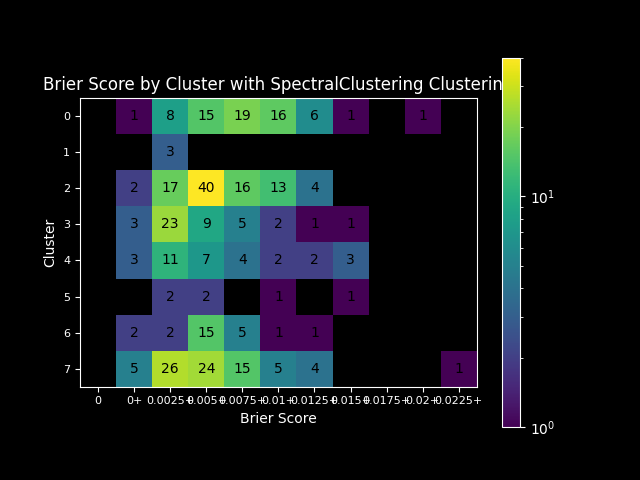 Brier Score by Cluster with SpectralClustering Clusterin
0 1 8 15 19 16 6 1 1
1 3
2 2 17 40 16 13 4
3 3 23 9 5 2 1 1
4 3 11 7 4 2 2 3
5 2 2 1 1
6 2 2 15 5 1 1
7 5 26 24 15 5 4 1
Cluster
0 0+ 0.0025+ 0.005+ 0.0075+ 0.01+ 0.0125+ 0.015+ 0.0175+ 0.02+ 0.0225+
Brier Score
10^1
10^0